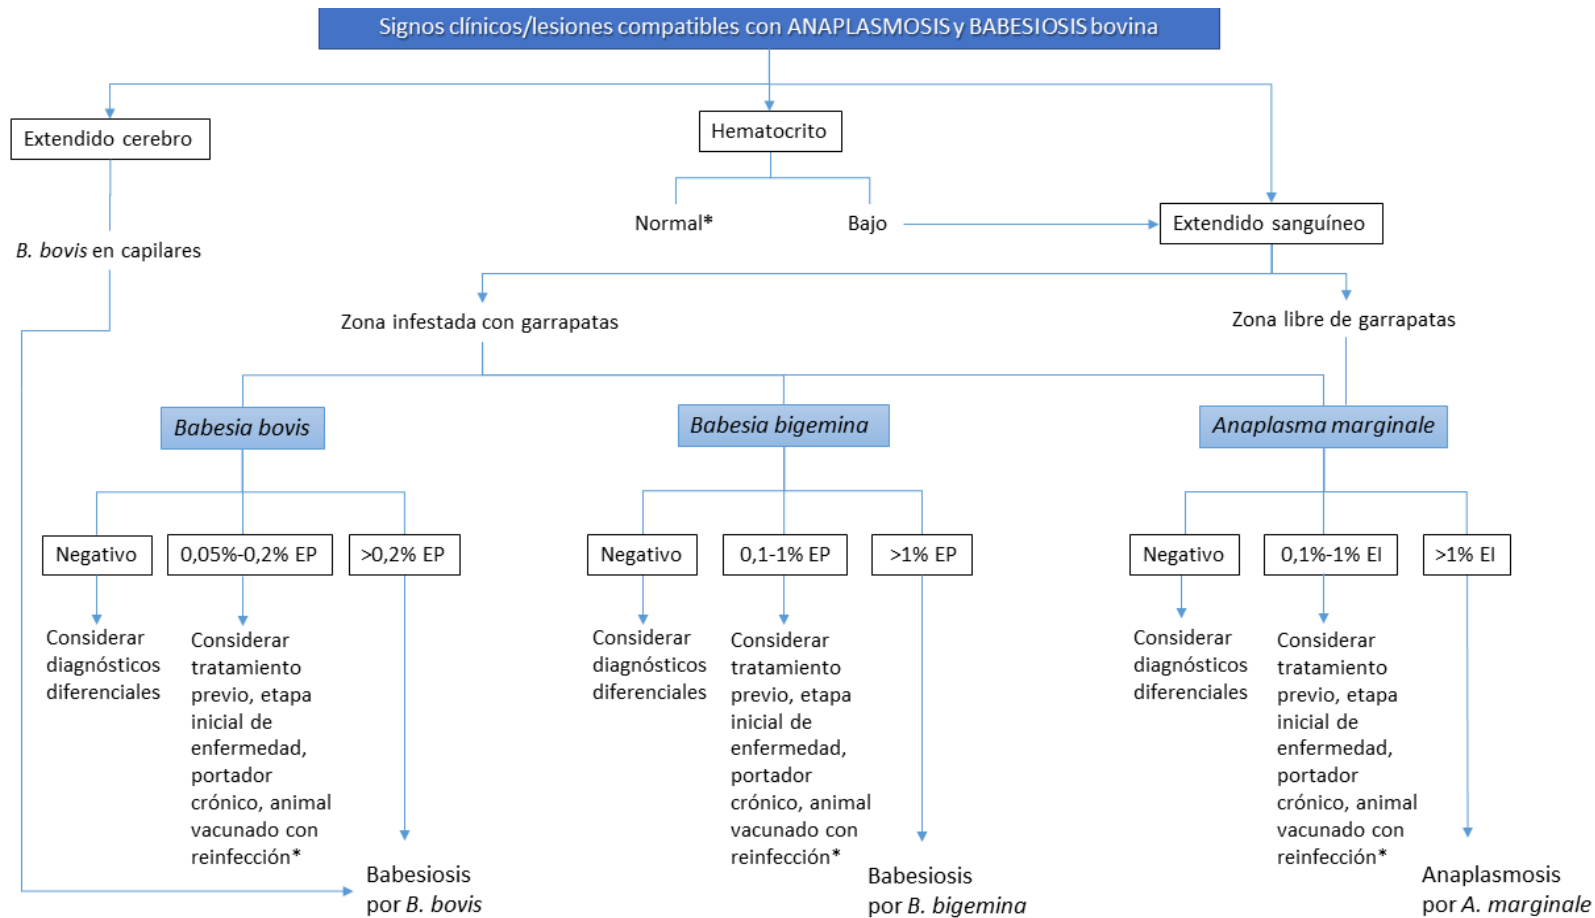 Signos clínicos/lesiones compatibles con ANAPLASMOSIS y BABESIOSIS bovina
Extendido cerebro
Hematocrito
Normal*
Bajo
Extendido sanguíneo
B. bovis en capilares
Zona infestada con garrapatas
Zona libre de garrapatas
Babesia bovis
Babesia bigemina
Anaplasma marginale
Negativo
0,05%-0,2% EP
>0,2% EP
Negativo
0,1-1% EP
>1% EP
Negativo
0,1%-1% EI
>1% EI
Considerar
diagnósticos
diferenciales
Considerar
tratamiento
previo, etapa
inicial de
enfermedad,
portador
crónico, animal
vacunado con
reinfección*
Babesiosis
por B. bovis
Considerar
diagnósticos
diferenciales
Considerar
tratamiento
previo, etapa
inicial de
enfermedad,
portador
crónico, animal
vacunado con
reinfección*
Babesiosis
por B. bigemina
Considerar
diagnósticos
diferenciales
Considerar
tratamiento
previo, etapa
inicial de
enfermedad,
portador
crónico, animal
vacunado con
reinfección*
Anaplasmosis
por A. marginale